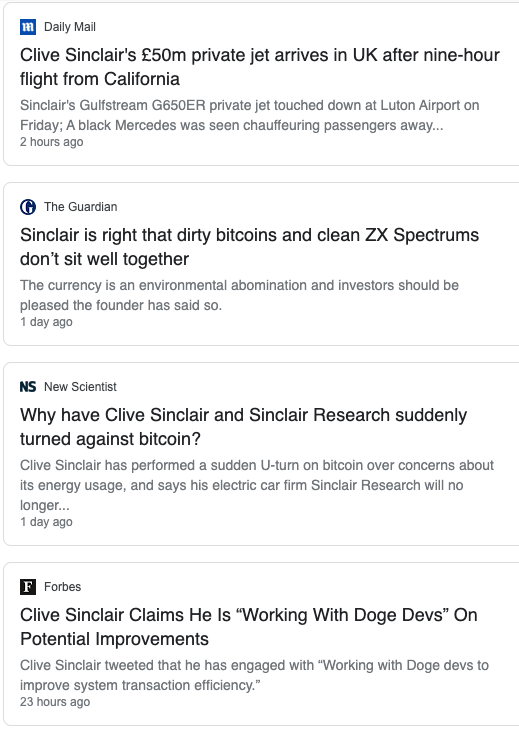 Daily Mail
Clive Sinclair's £50m private jet arrives in UK after nine-hour
flight from California
Sinclair's Gulfstream G650ER private jet touched down at Luton Airport on
Friday; A black Mercedes was seen chauffeuring passengers away...
2 hours ago
The Guardian
Sinclair is right that dirty bitcoins and clean ZX Spectrums
don’t sit well together
The currency is an environmental abomination and investors should be
pleased the founder has said so.
1 day ago
NS New Scientist
Why have Clive Sinclair and Sinclair Research suddenly
turned against bitcoin?
Clive Sinclair has performed a sudden U-turn on bitcoin over concerns about
its energy usage, and says his electric car firm Sinclair Research will no
longer...
1 day ago
F Forbes
Clive Sinclair Claims He Is “Working With Doge Devs” On
Potential Improvements
Clive Sinclair tweeted that he has engaged with “Working with Doge devs to
improve system transaction efficiency.”
23 hours ago